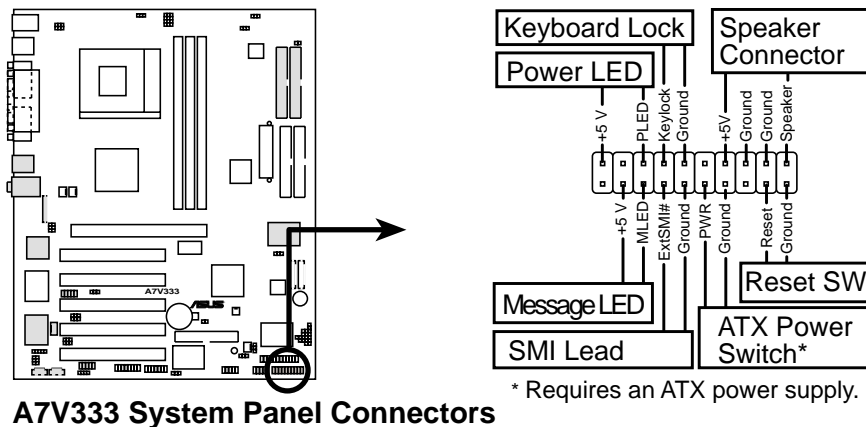 Keyboard Lock
Power LED
Speaker
Connector
+5 V
PLED
Keylock
Ground
+5V
Ground
Ground
Speaker
+5 V
MLED
ExtSMI#
Ground
PWR
Ground
Reset
Ground
Message LED
SMI Lead
Reset SW
ATX Power
Switch*
* Requires an ATX power supply.
A7V333
ASUS
A7V333 System Panel Connectors